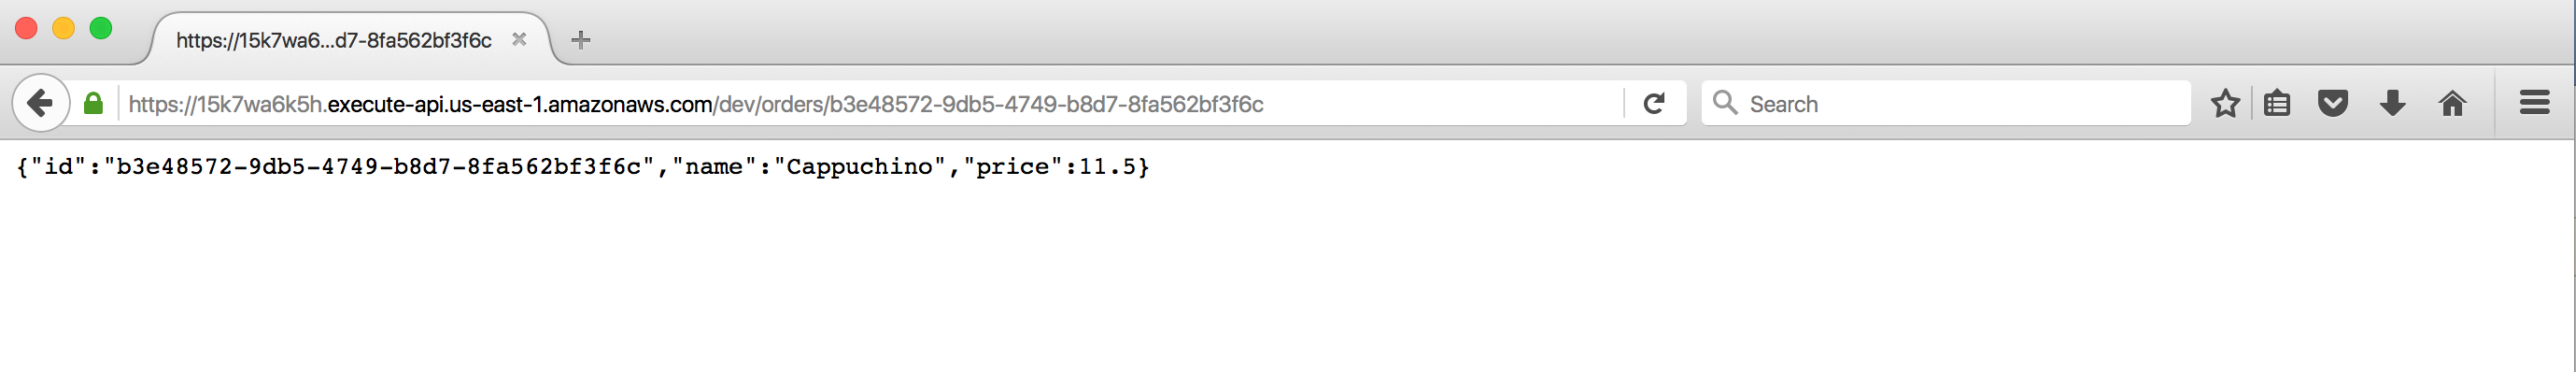 https://15k7wa6...d7-8fa562bf3f6c
https://15k7wa6k5h.execute-api.us-east-1.amazonaws.com/dev/orders/b3e48572-9db5-4749-b8d7-8fa562bf3f6c Search
{"id":"b3e48572-9db5-4749-b8d7-8fa562bf3f6c","name":"Cappuchino","price":11.5}